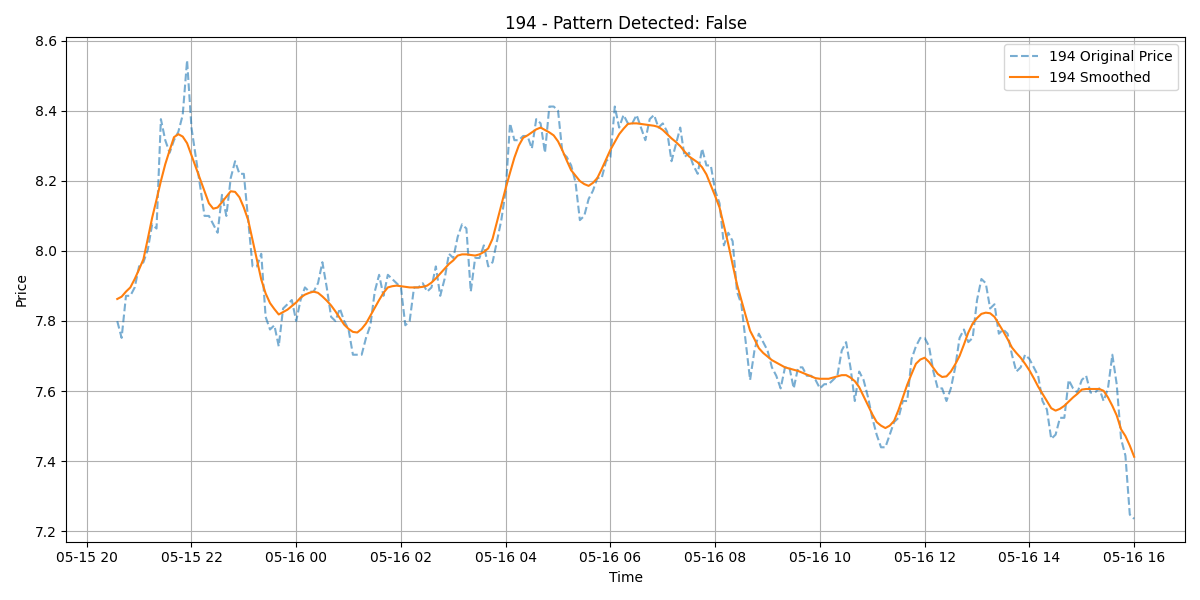 194 - Pattern Detected: False
194 Original Price
194 Smoothed
Price
8.6
8.4
8.2
8.0
7.8
7.6
7.4
7.2
05-15 20 05-15 22 05-16 00 05-16 02 05-16 04 05-16 06 05-16 08 05-16 10 05-16 12 05-16 14 05-16 16
Time